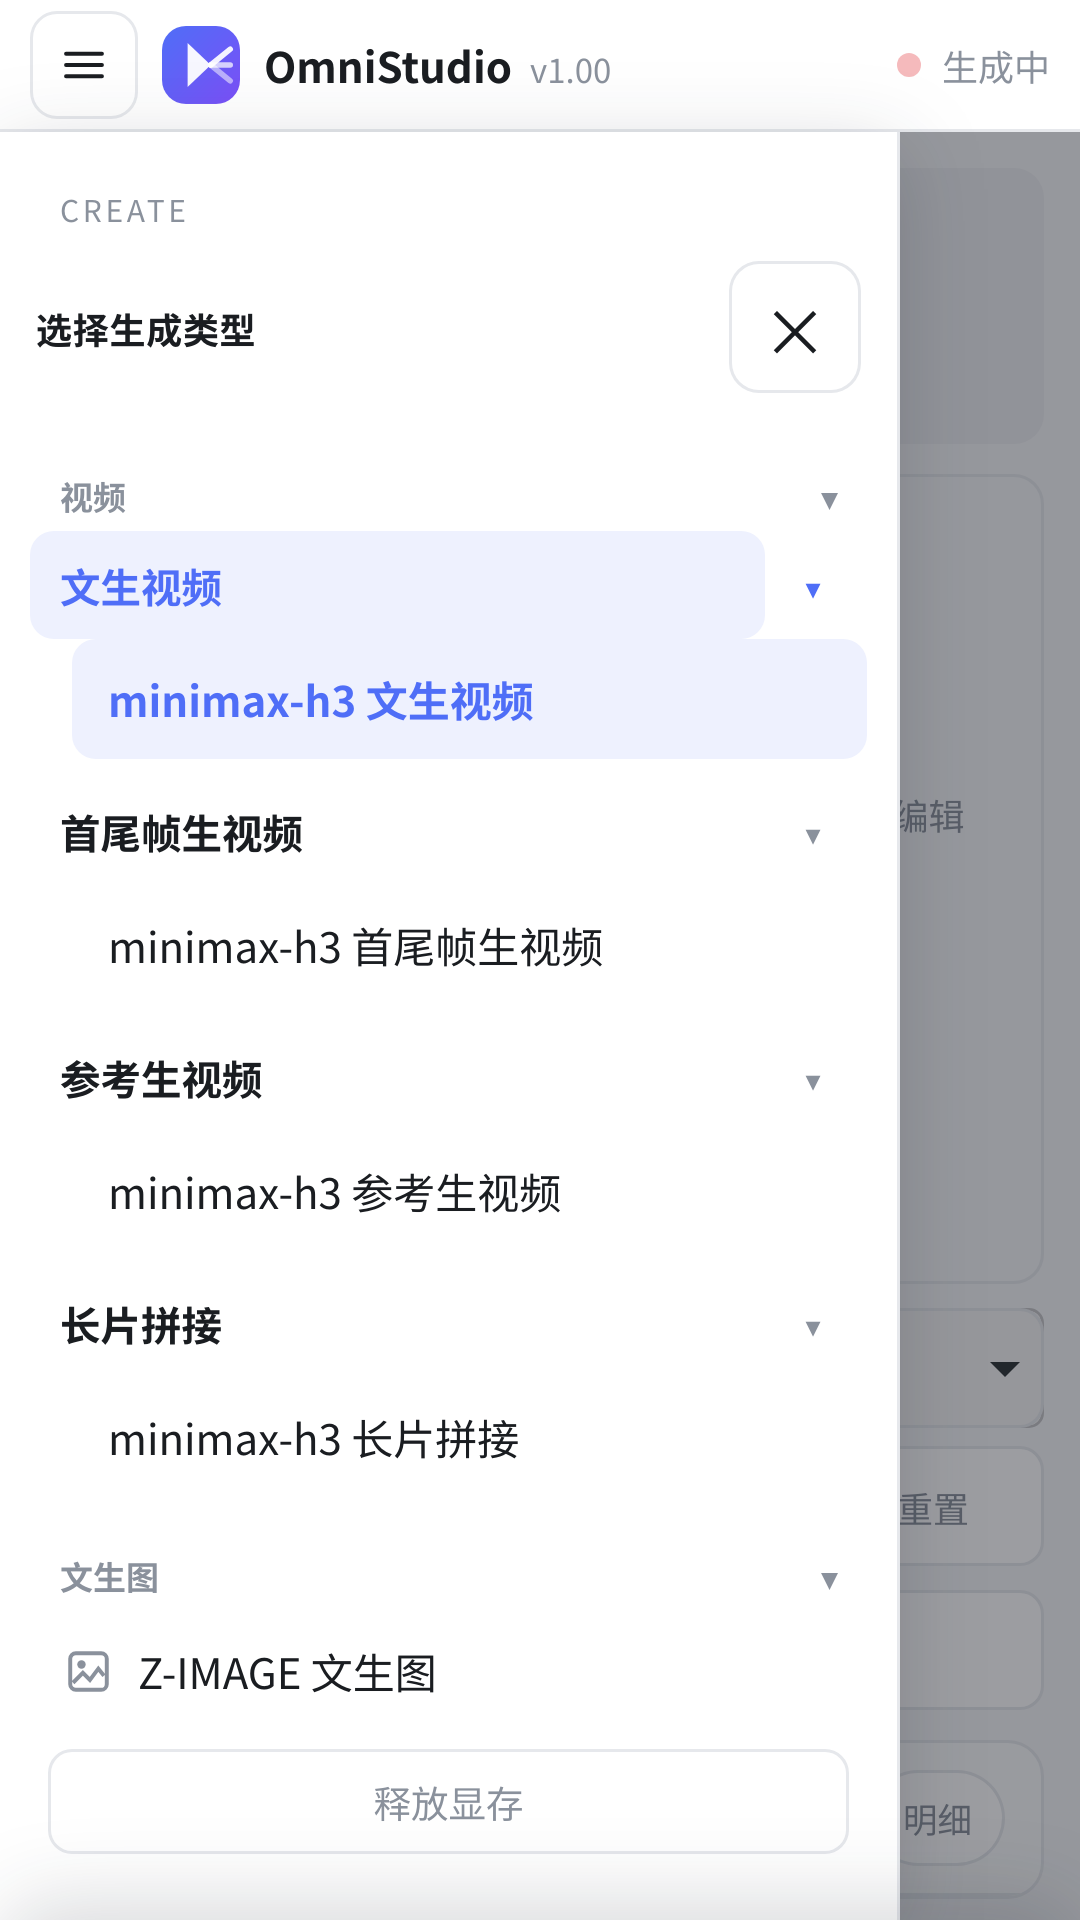 OmniStudio v1.00
生成中
CREATE
选择生成类型
视频
文生视频
minimax-h3 文生视频
首尾帧生视频
minimax-h3 首尾帧生视频
编辑
参考生视频
minimax-h3 参考生视频
长片拼接
minimax-h3 长片拼接
重置
文生图
Z-IMAGE 文生图
释放显存
明细